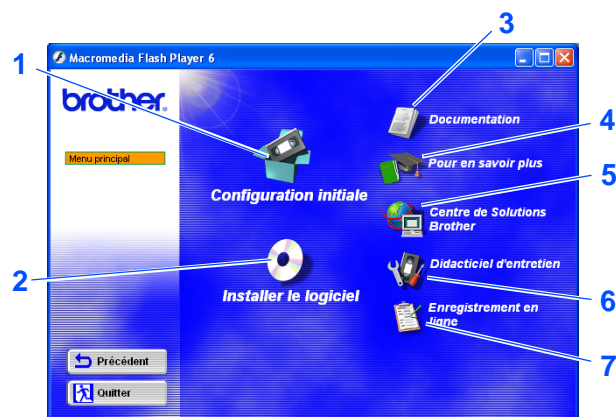 3
1
Macromedia Flash Player 6
brother.
Documentation
4
Menu principal
Pour en savoir plus
5
Configuration initiale
Centre de Solutions
Brother
2
Didacticiel d'entretien
Installer le logiciel
6
Enregistrement en
ligne
7
Précédent
Quitter